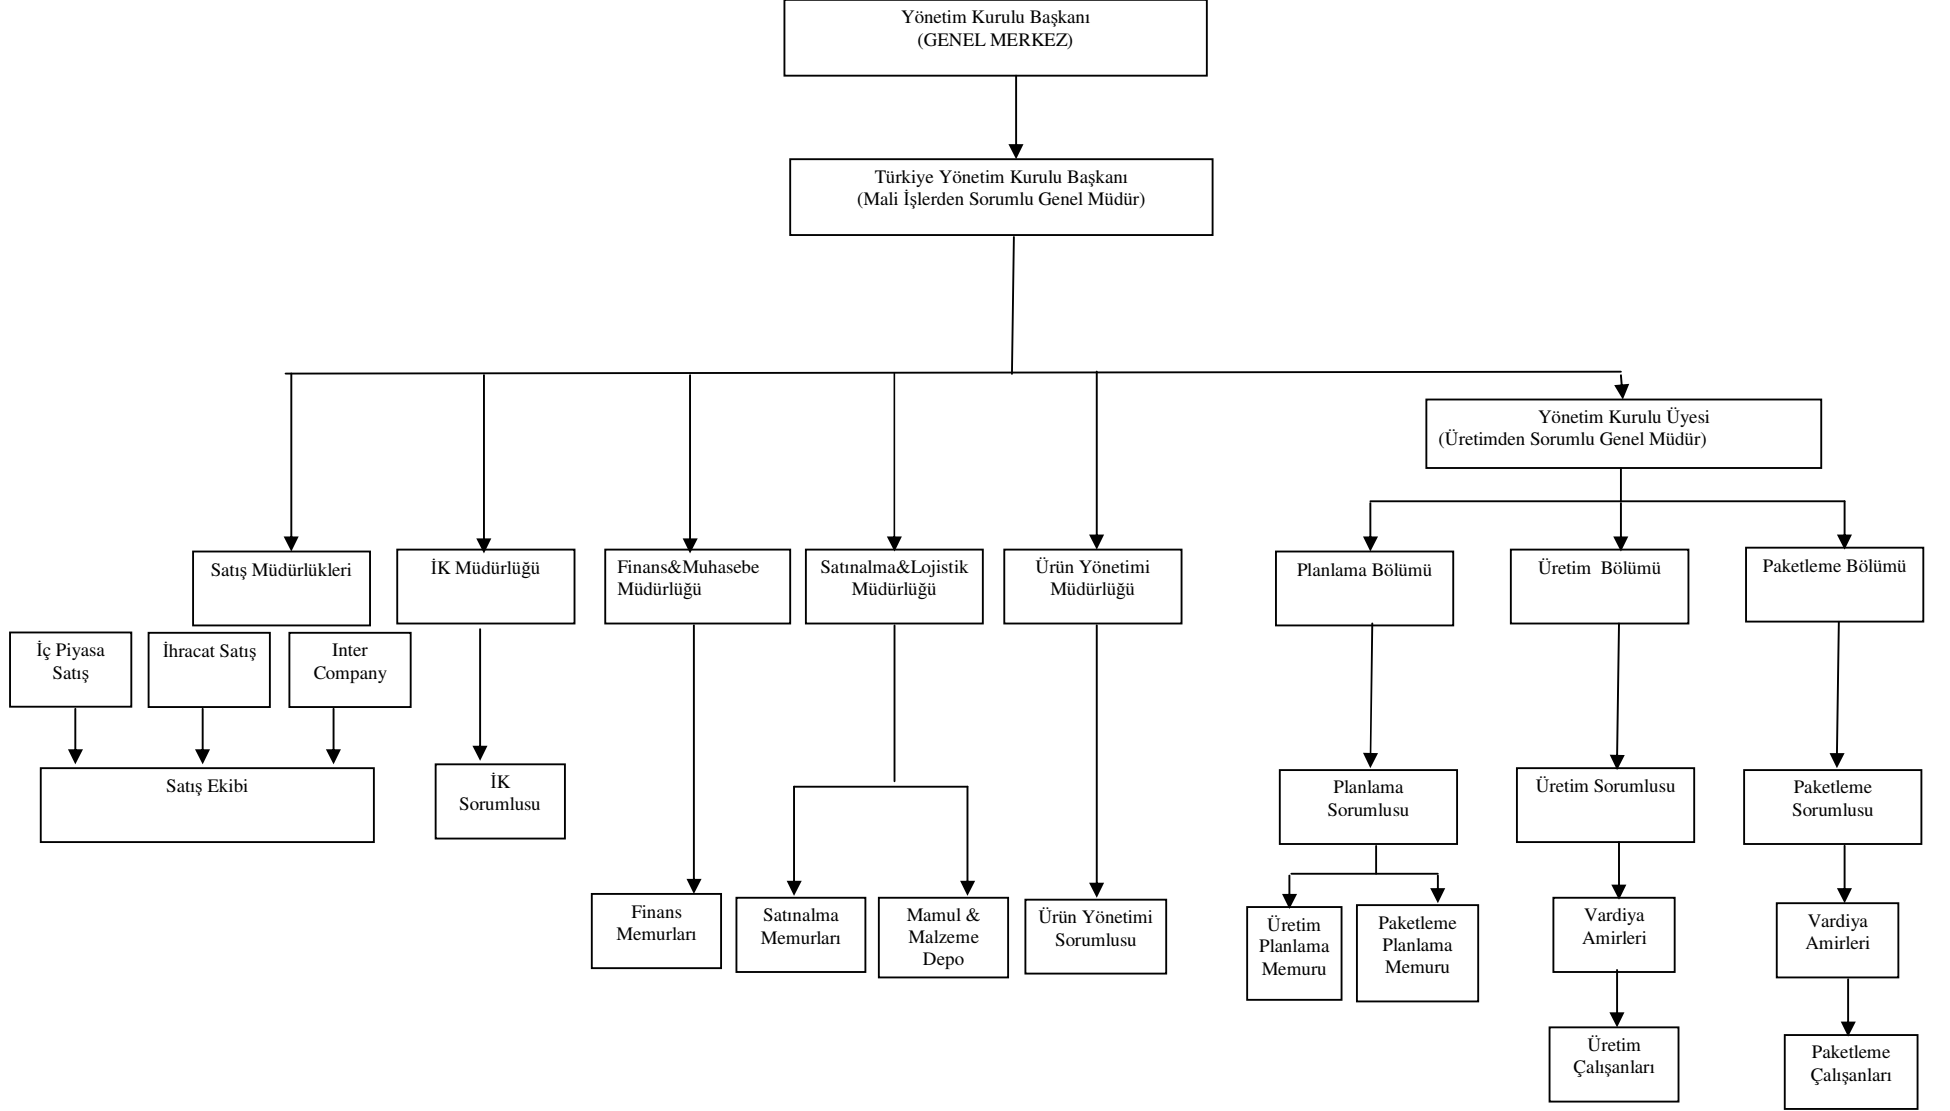 Yönetim Kurulu Başkanı
(GENEL MERKEZ)
Türkiye Yönetim Kurulu Başkanı
(Mali İşlerden Sorumlu Genel Müdür)
Yönetim Kurulu Üyesi
(Üretimden Sorumlu Genel Müdür)
Satış Müdürlükleri
İK Müdürlüğü
Finans&Muhasebe
Müdürlüğü
Satınalma&Lojistik
Müdürlüğü
Ürün Yönetimi
Müdürlüğü
Planlama Bölümü
Üretim  Bölümü
Paketleme Bölümü
İç Piyasa
Satış
İhracat Satış
Inter
Company
Satış Ekibi
İK
Sorumlusu
Planlama
Sorumlusu
Üretim Sorumlusu
Paketleme
Sorumlusu
Finans
Memurları
Satınalma
Memurları
Mamul &
Malzeme
Depo
Ürün Yönetimi
Sorumlusu
Üretim
Planlama
Memuru
Paketleme
Planlama
Memuru
Vardiya
Amirleri
Vardiya
Amirleri
Üretim
Çalışanları
Paketleme
Çalışanları